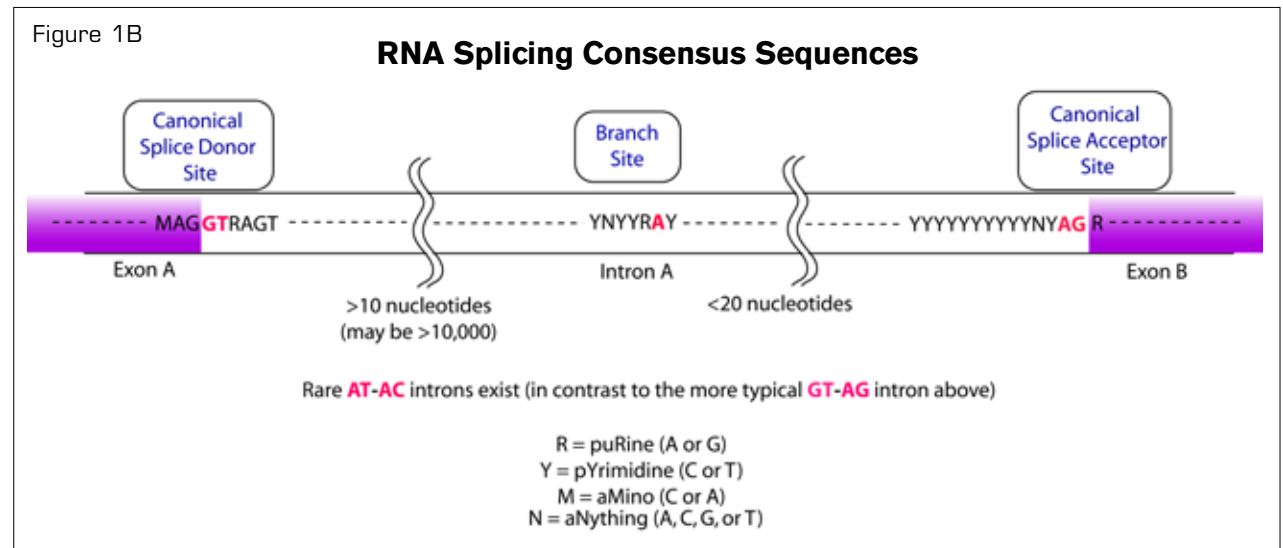 Figure 1B
RNA Splicing Consensus Sequences
Canonical
Splice Donor
Site
Branch
Site
Canonical
Splice Acceptor
Site
-------- MAGGTRAGT ------------------------ YNYYRAY ---------------------- YYYYYYYYYYNYAG R-----------
Exon A
Intron A
Exon B
>10 nucleotides
(may be >10,000)
<20 nucleotides
Rare AT-AC introns exist (in contrast to the more typical GT-AG intron above)
R = puRine (A or G)
Y = pYrimidine (C or T)
M = aMino (C or A)
N = aNything (A, C, G, or T)